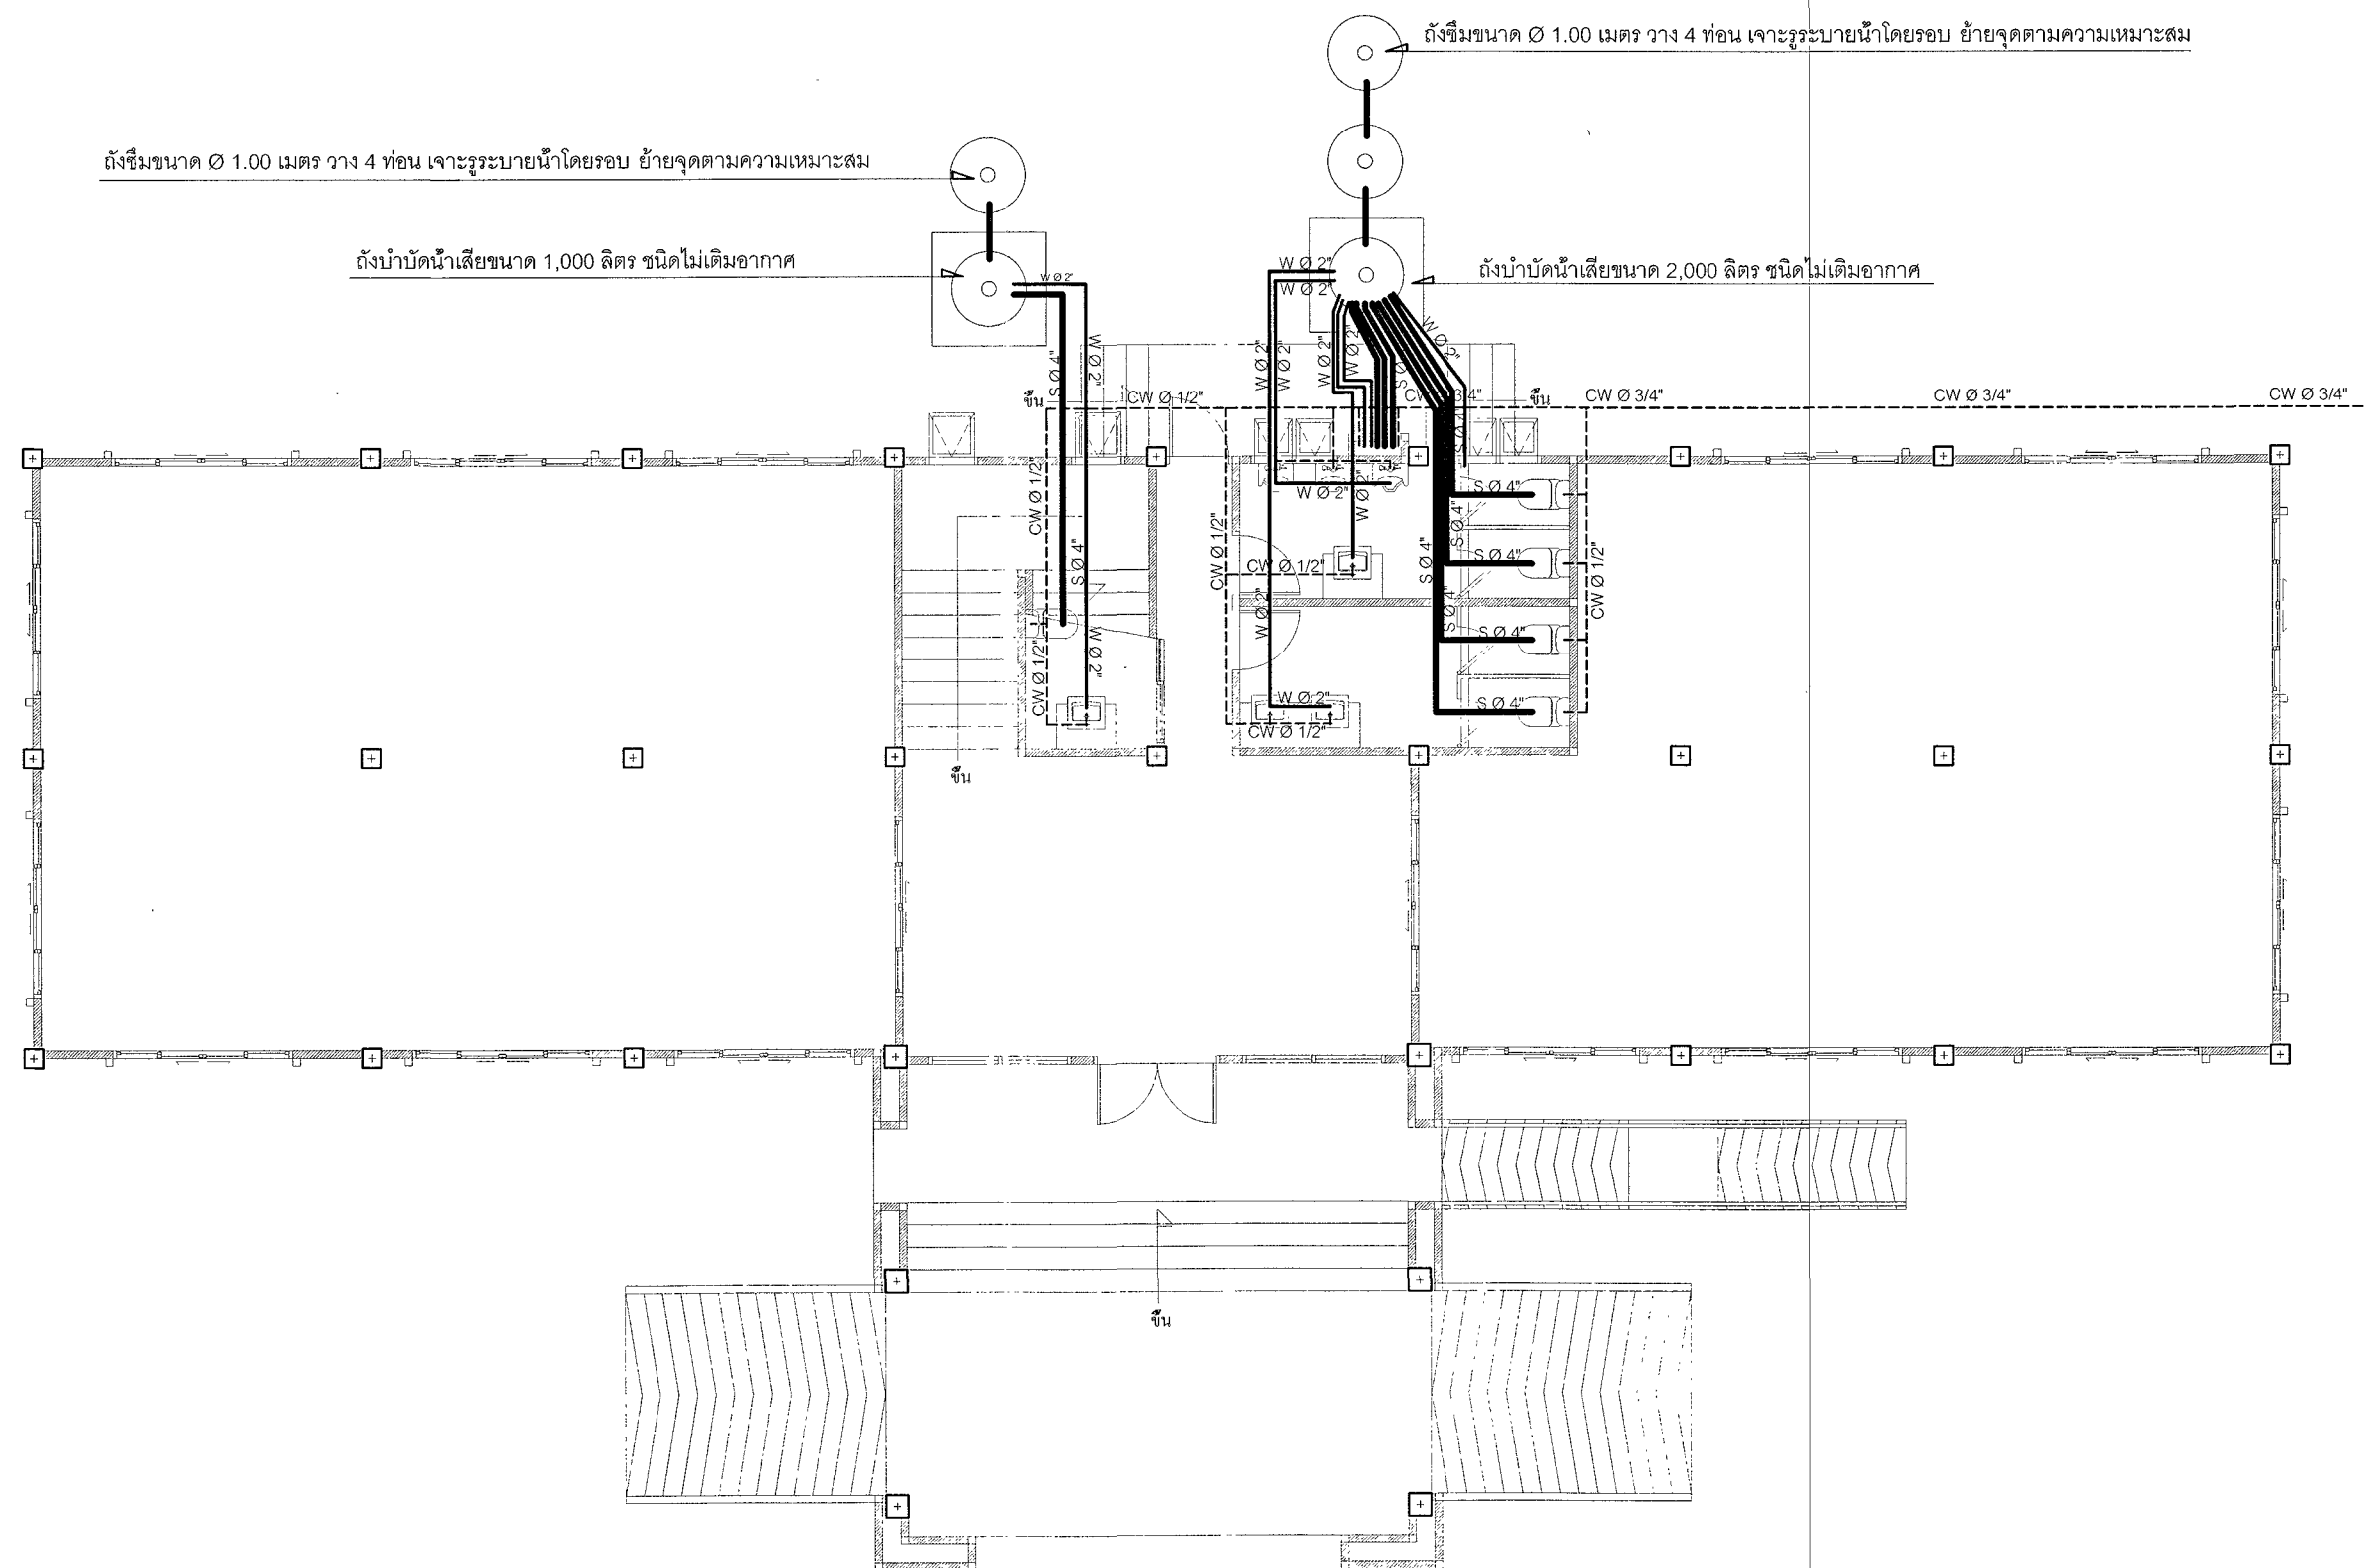 ถังซึมขนาด Ø 1.00 เมตร วาง 4 ท่อน เจาะรูระบายน้ำโดยรอบ ย้ายจุดตามความเหมาะสม
ถังซึมขนาด Ø 1.00 เมตร วาง 4 ท่อน เจาะรูระบายน้ำโดยรอบ ย้ายจุดตามความเหมาะสม
ถังบำบัดน้ำเสียขนาด 1,000 ลิตร ชนิดไม่เติมอากาศ
ถังบำบัดน้ำเสียขนาด 2,000 ลิตร ชนิดไม่เติมอากาศ
W Ø 2"
W Ø 2"
W Ø 2"
S Ø 4"
W Ø 2"
W Ø 2"
W Ø 2"
W Ø 2"
W Ø 2"
W Ø 2"
ขึ้น
CW Ø 1/2"
ขึ้น
CW Ø 3/4"
CW Ø 3/4"
CW Ø 3/4"
CW Ø 1/2"
W Ø 2"
W Ø 2"
S Ø 4"
S Ø 4"
S Ø 4"
CW Ø 1/2"
CW Ø 1/2"
S Ø 4"
S Ø 4"
S Ø 4"
CW Ø 1/2"
W Ø 2"
S Ø 4"
S Ø 4"
CW Ø 1/2"
W Ø 2"
W Ø 2"
S Ø 4"
CW Ø 1/2"
ขึ้น
ขึ้น